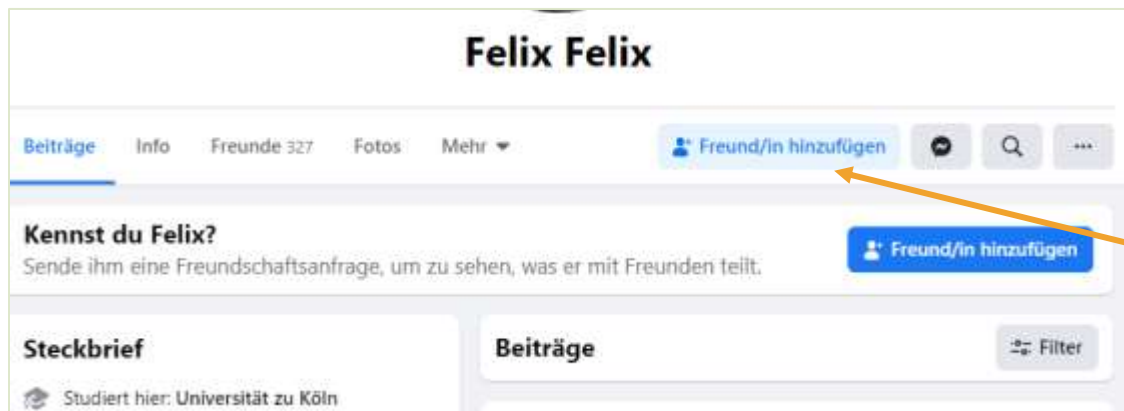 Felix Felix
Beiträge Info Freunde 327 Fotos Mehr Freund/in hinzufügen ...
Kennst du Felix?
Sende ihm eine Freundschaftsanfrage, um zu sehen, was er mit Freunden teilt.
Freund/in hinzufügen
Steckbrief
Beiträge
Filter
Studiert hier: Universität zu Köln